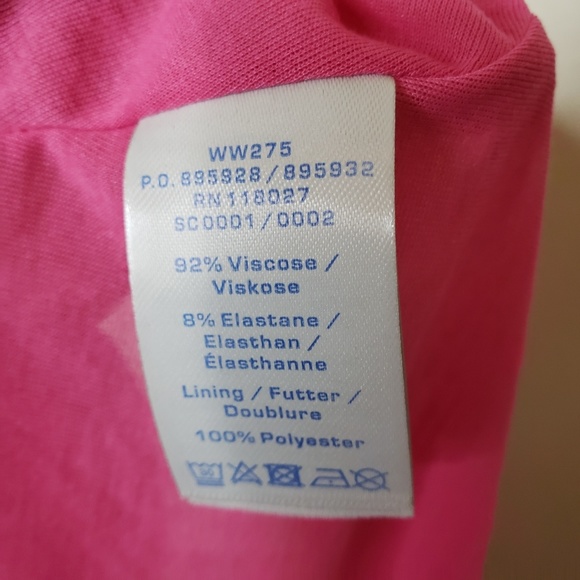 WW275
P.O. 895928 / 895932
RN 118027
SC0001 / 0002
92% Viscose /
Viskose
8% Elastane /
Elasthan /
Élasthanne
Lining / Futter /
Doublure
100% Polyester